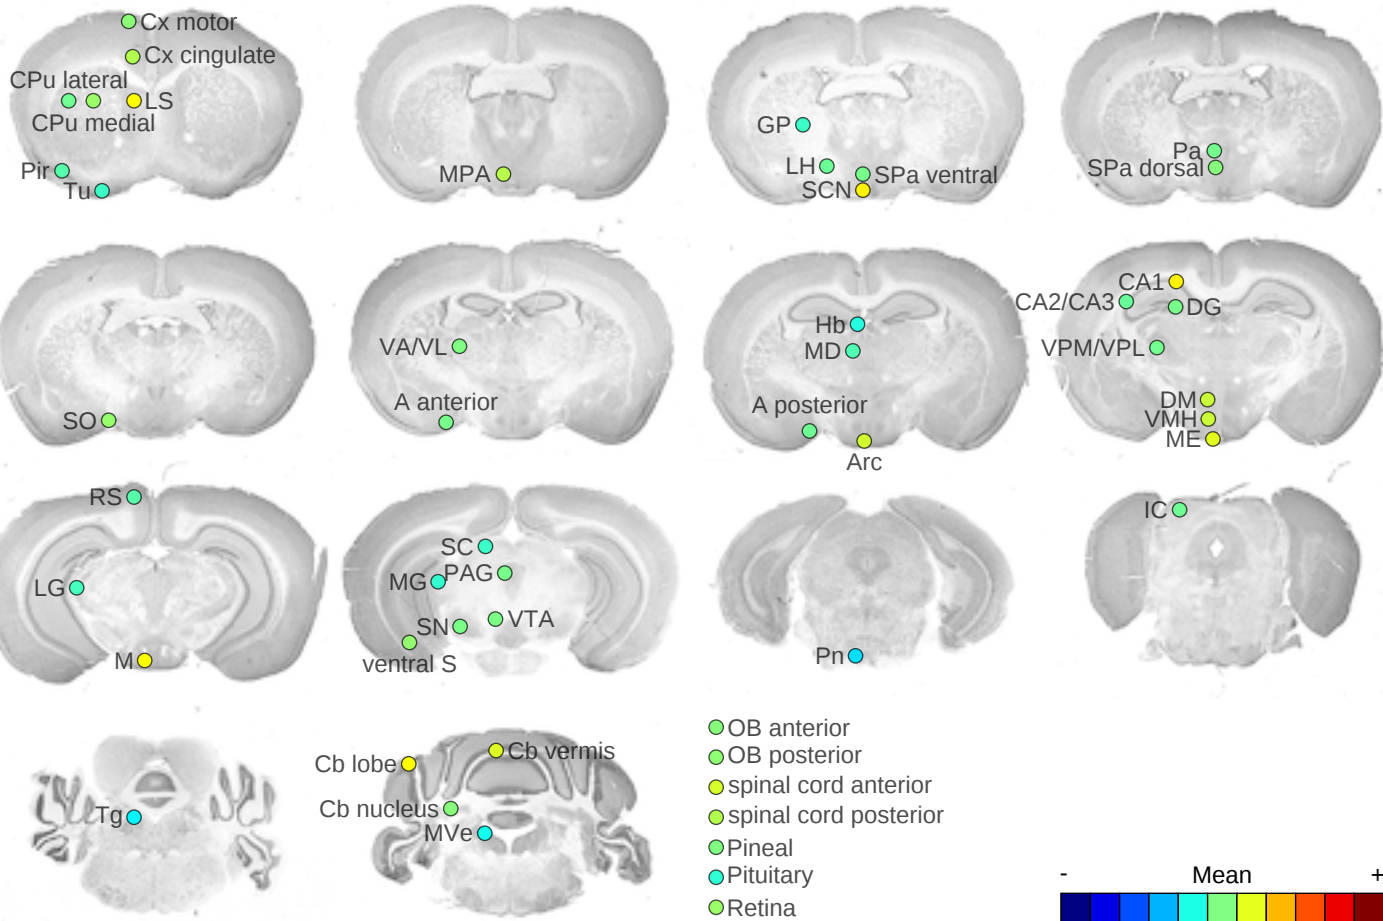 Cx motor
Cx cingulate
CPu lateral
LS
CPu medial
Pir
Tu
MPA
GP
LH
SPa ventral
SCN
Pa
SPa dorsal
SO
VA/VL
A anterior
Hb
MD
A posterior
Arc
CA1
CA2/CA3
DG
VPM/VPL
DM
VMH
ME
RS
LG
M
SC
MG
PAG
SN
VTA
ventral S
Pn
IC
Tg
Cb lobe
Cb vermis
Cb nucleus
MVe
OB anterior
OB posterior
spinal cord anterior
spinal cord posterior
Pineal
Pituitary
Retina
- Mean +